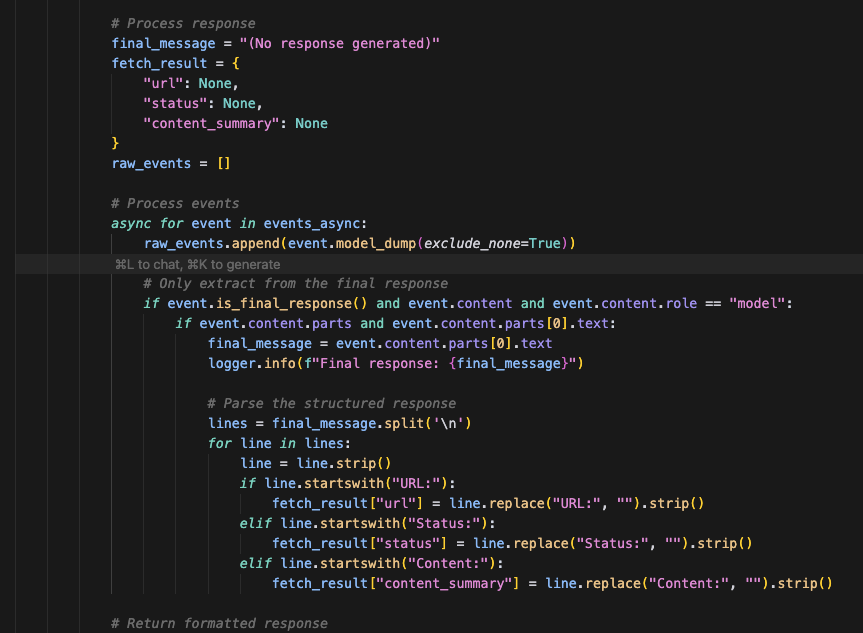 # Process response
final_message = "(No response generated)"
fetch_result = {
    "url": None,
    "status": None,
    "content_summary": None
}
raw_events = []

# Process events
async for event in events_async:
    raw_events.append(event.model_dump(exclude_none=True))
⌘L to chat, ⌘K to generate
    # Only extract from the final response
    if event.is_final_response() and event.content and event.content.role == "model":
        if event.content.parts and event.content.parts[0].text:
            final_message = event.content.parts[0].text
            logger.info(f"Final response: {final_message}")

            # Parse the structured response
            lines = final_message.split('\n')
            for line in lines:
                line = line.strip()
                if line.startswith("URL:"):
                    fetch_result["url"] = line.replace("URL:", "").strip()
                elif line.startswith("Status:"):
                    fetch_result["status"] = line.replace("Status:", "").strip()
                elif line.startswith("Content:"):
                    fetch_result["content_summary"] = line.replace("Content:", "").strip()

# Return formatted response